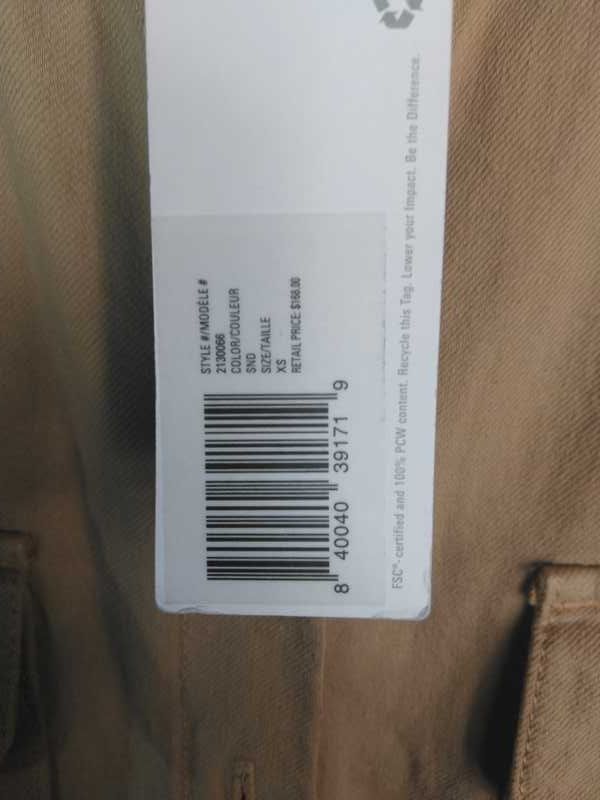 STYLE #/MODÈLE #
2130066
COLOR/COULEUR
SND
SIZE/TAILLE
XS
RETAIL PRICE: $168.00
8 40040 39171 9
FSC®-certified and 100% PCW content. Recycle this Tag. Lower your Impact. Be the Difference.